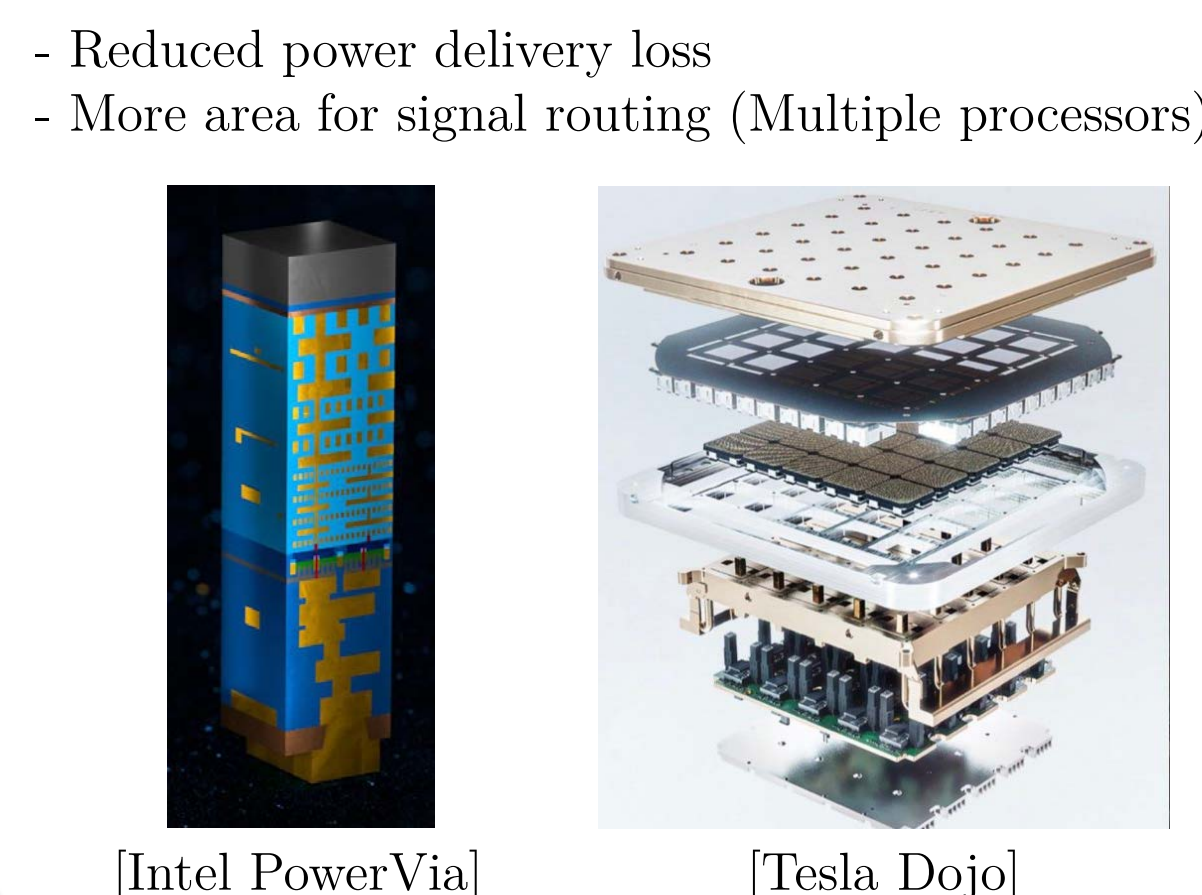 - Reduced power delivery loss
- More area for signal routing (Multiple processors)
[Intel PowerVia]
[Tesla Dojo]